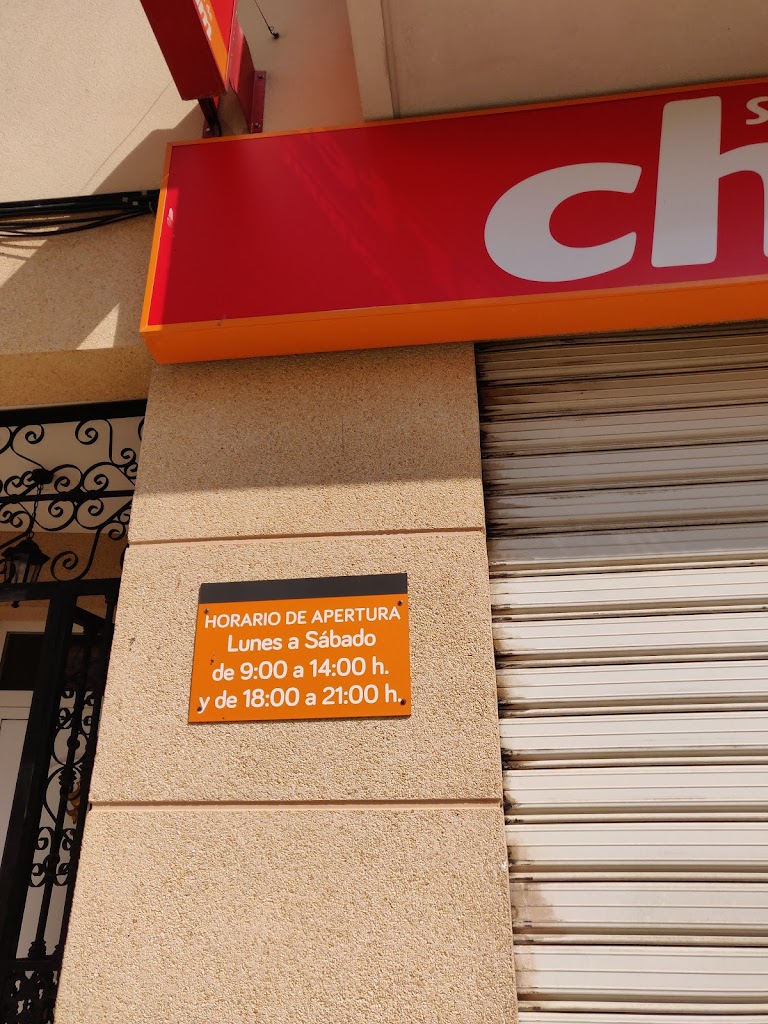 ch
HORARIO DE APERTURA
Lunes a Sábado
de 9:00 a 14:00 h.
y de 18:00 a 21:00 h.